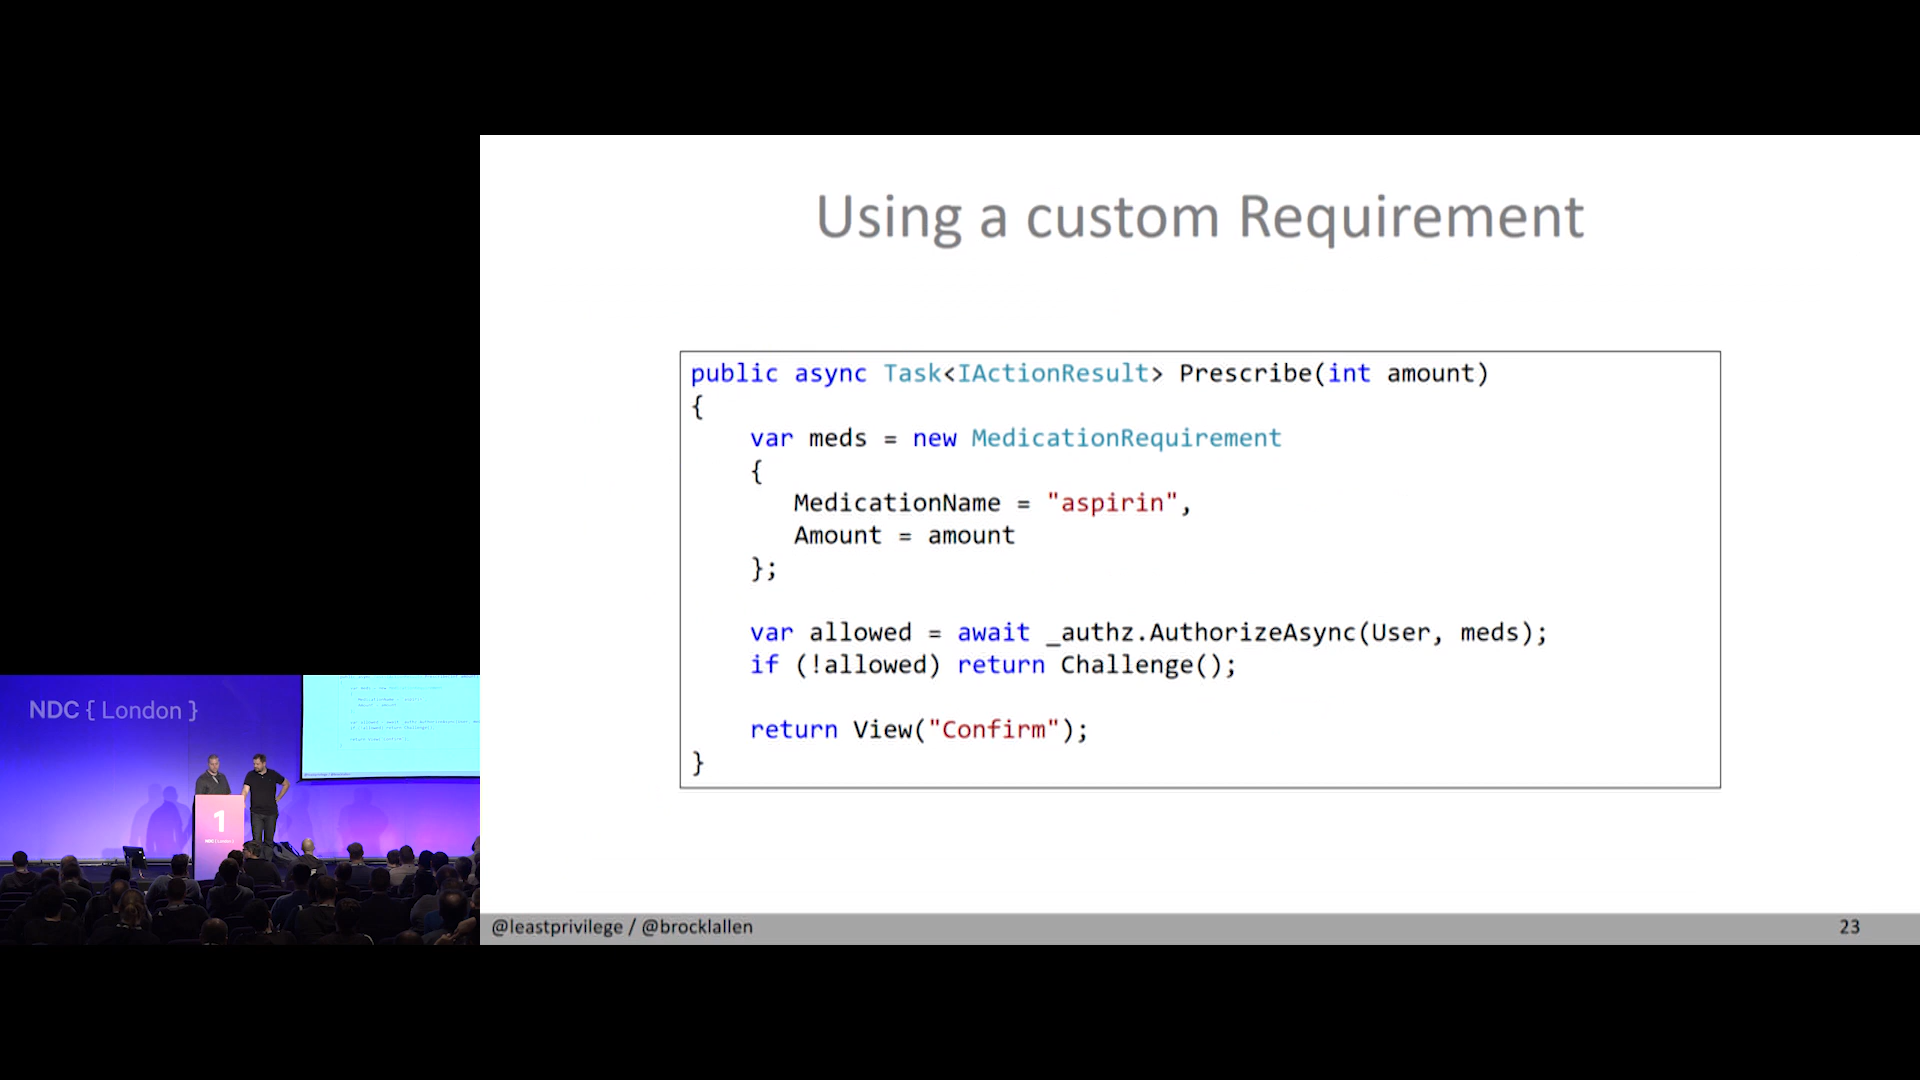 Using a custom Requirement
public async Task<IActionResult> Prescribe(int amount)
{
    var meds = new MedicationRequirement
    {
       MedicationName = "aspirin",
       Amount = amount
    };
    var allowed = await _authz.AuthorizeAsync(User, meds);
    if (!allowed) return Challenge();
    return View("Confirm");
}
@leastprivilege / @brocklallen
23
NDC { London }
1